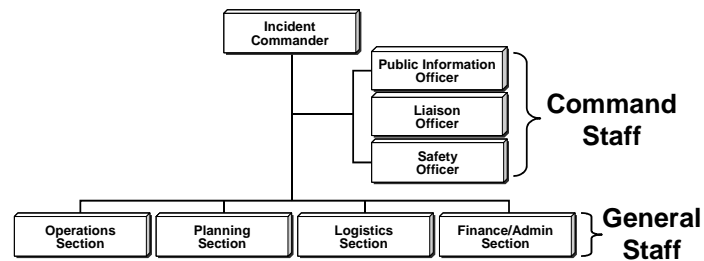 Incident
Commander
Public Information
Officer
Liaison
Officer
Safety
Officer
Command
Staff
Operations
Section
Planning
Section
Logistics
Section
Finance/Admin
Section
General
Staff